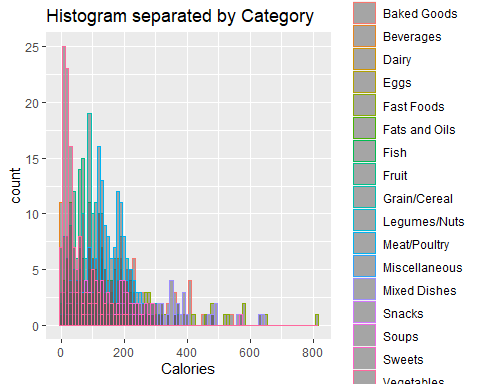 Histogram separated by Category
25
20
15
10
5
0
count
0
200
400
600
800
Calories
Baked Goods
Beverages
Dairy
Eggs
Fast Foods
Fats and Oils
Fish
Fruit
Grain/Cereal
Legumes/Nuts
Meat/Poultry
Miscellaneous
Mixed Dishes
Snacks
Soups
Sweets
Vegetables